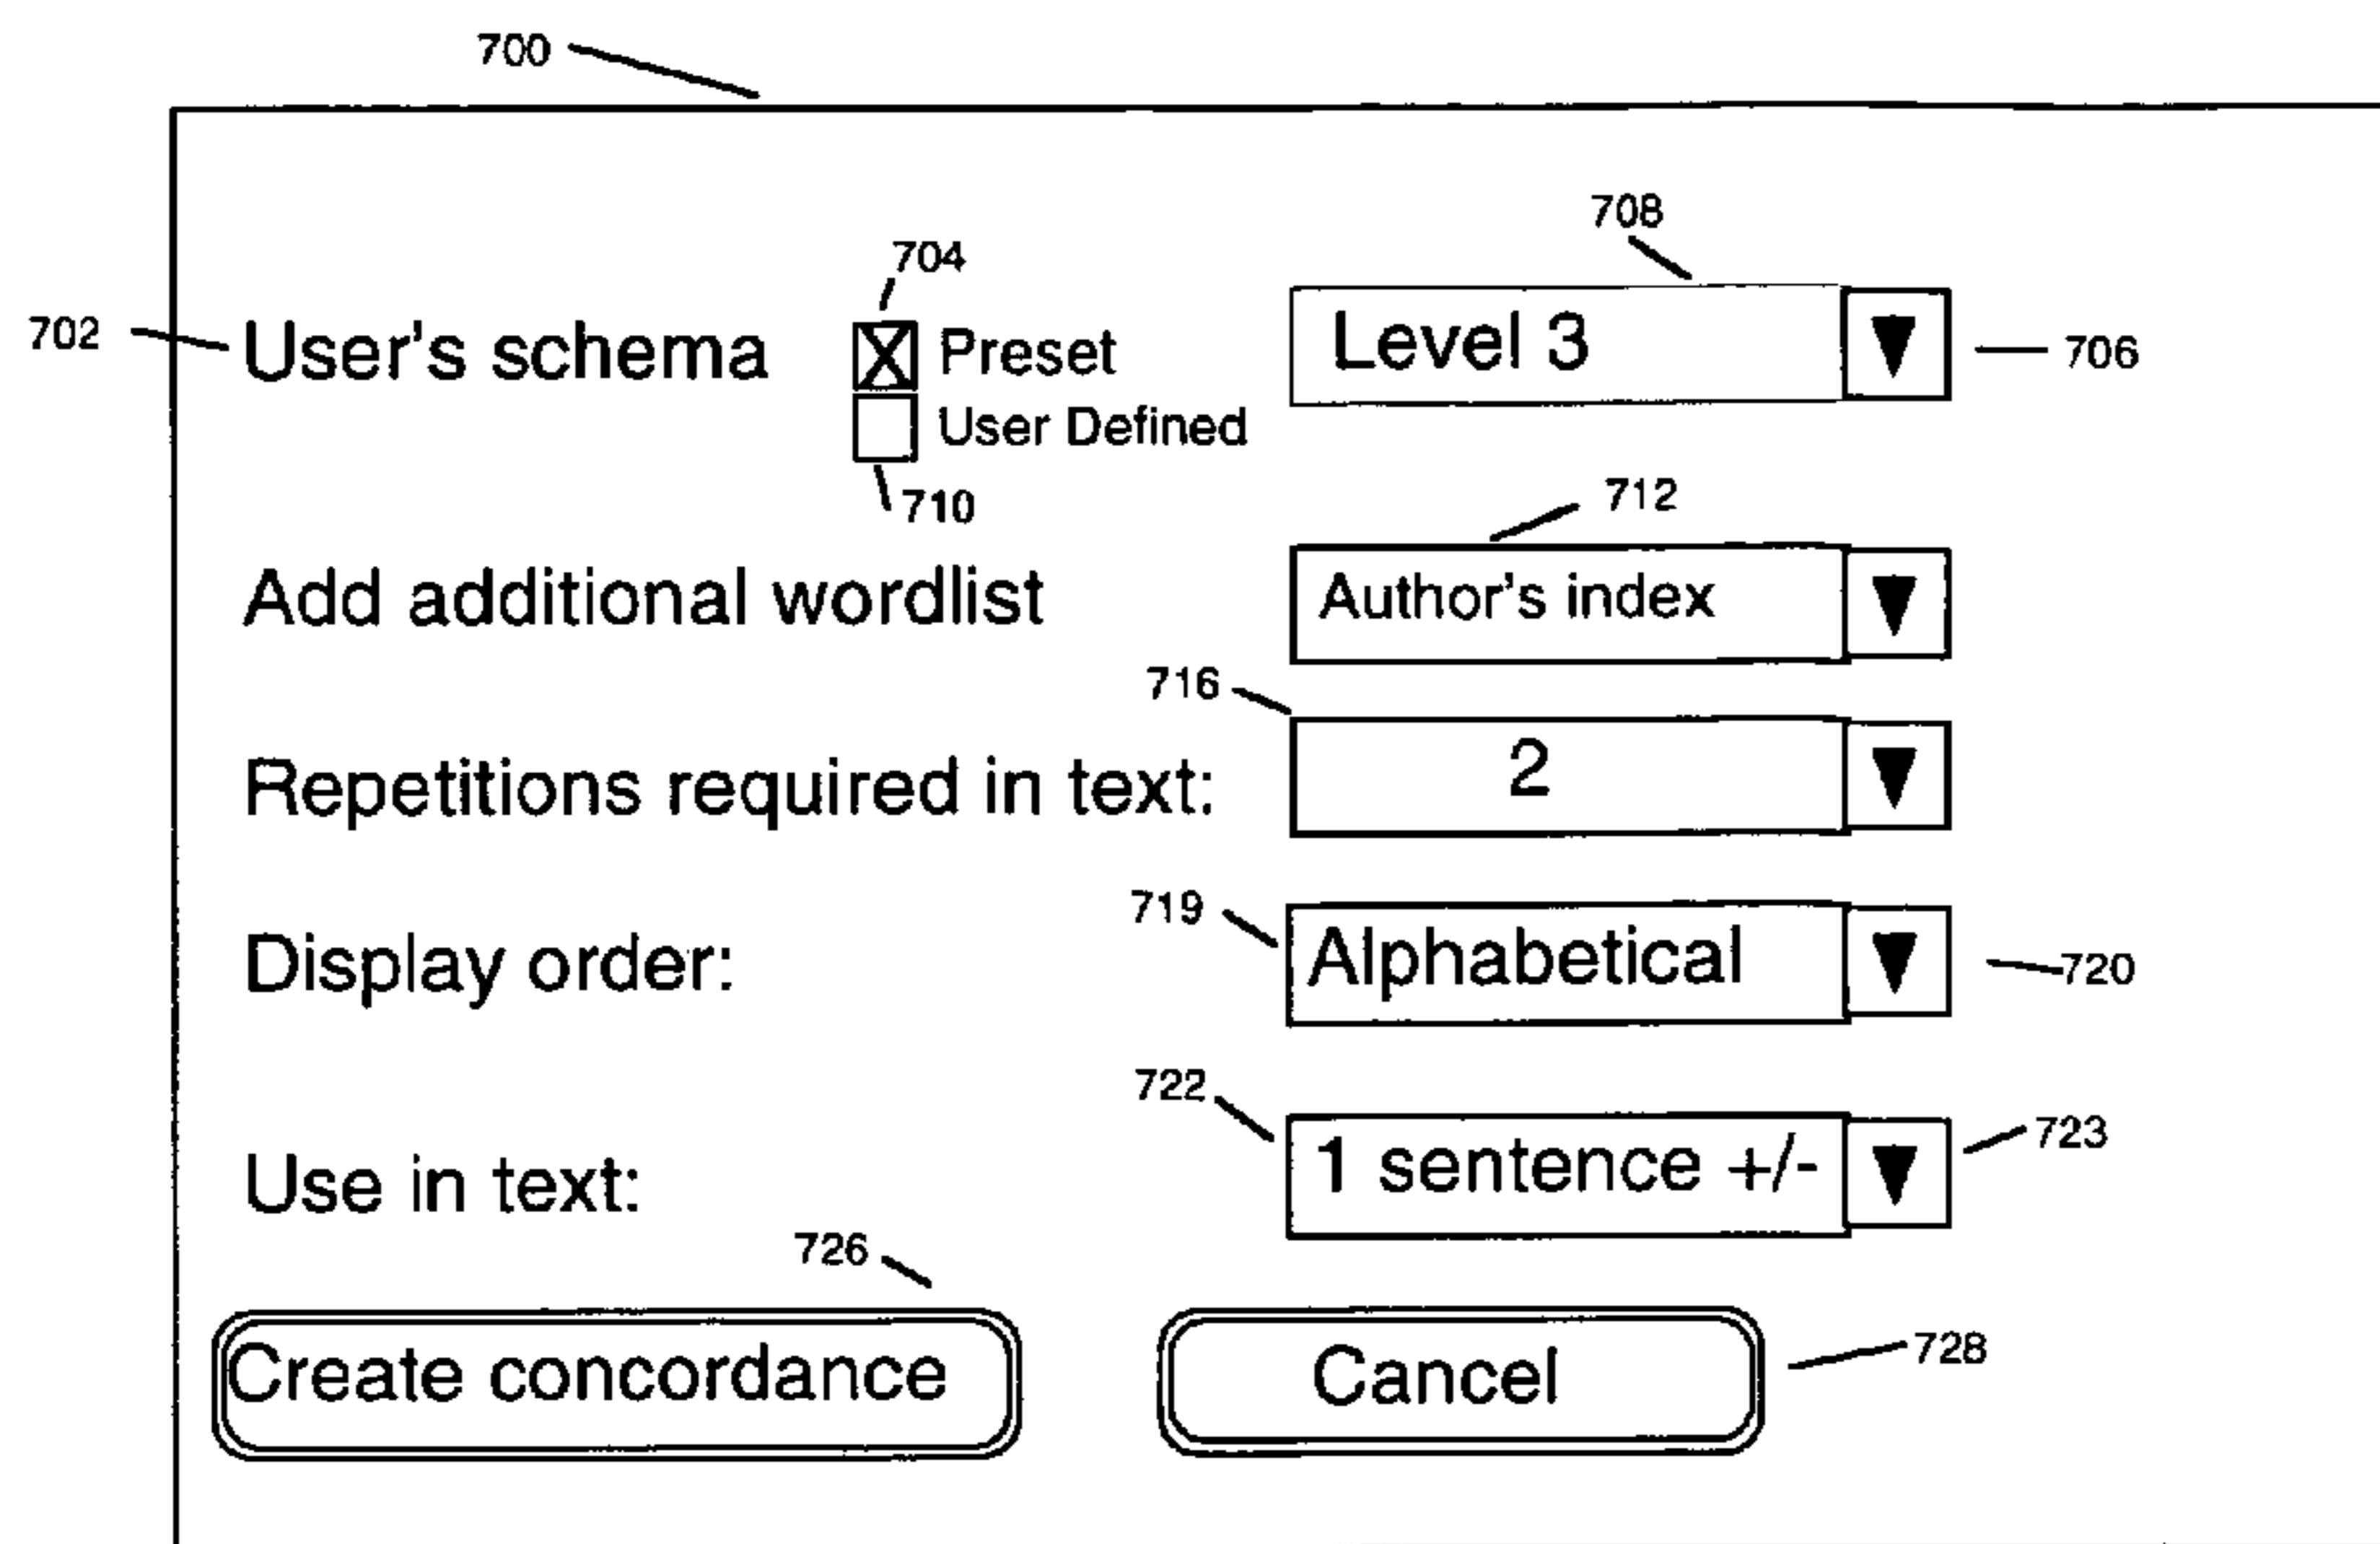 700
708
704
702 User's schema X Preset Level 3 706
User Defined
710
712
Add additional wordlist Author's index
716
Repetitions required in text: 2
719
Display order: Alphabetical 720
722
723
Use in text: 1 sentence +/-
726
Create concordance Cancel 728